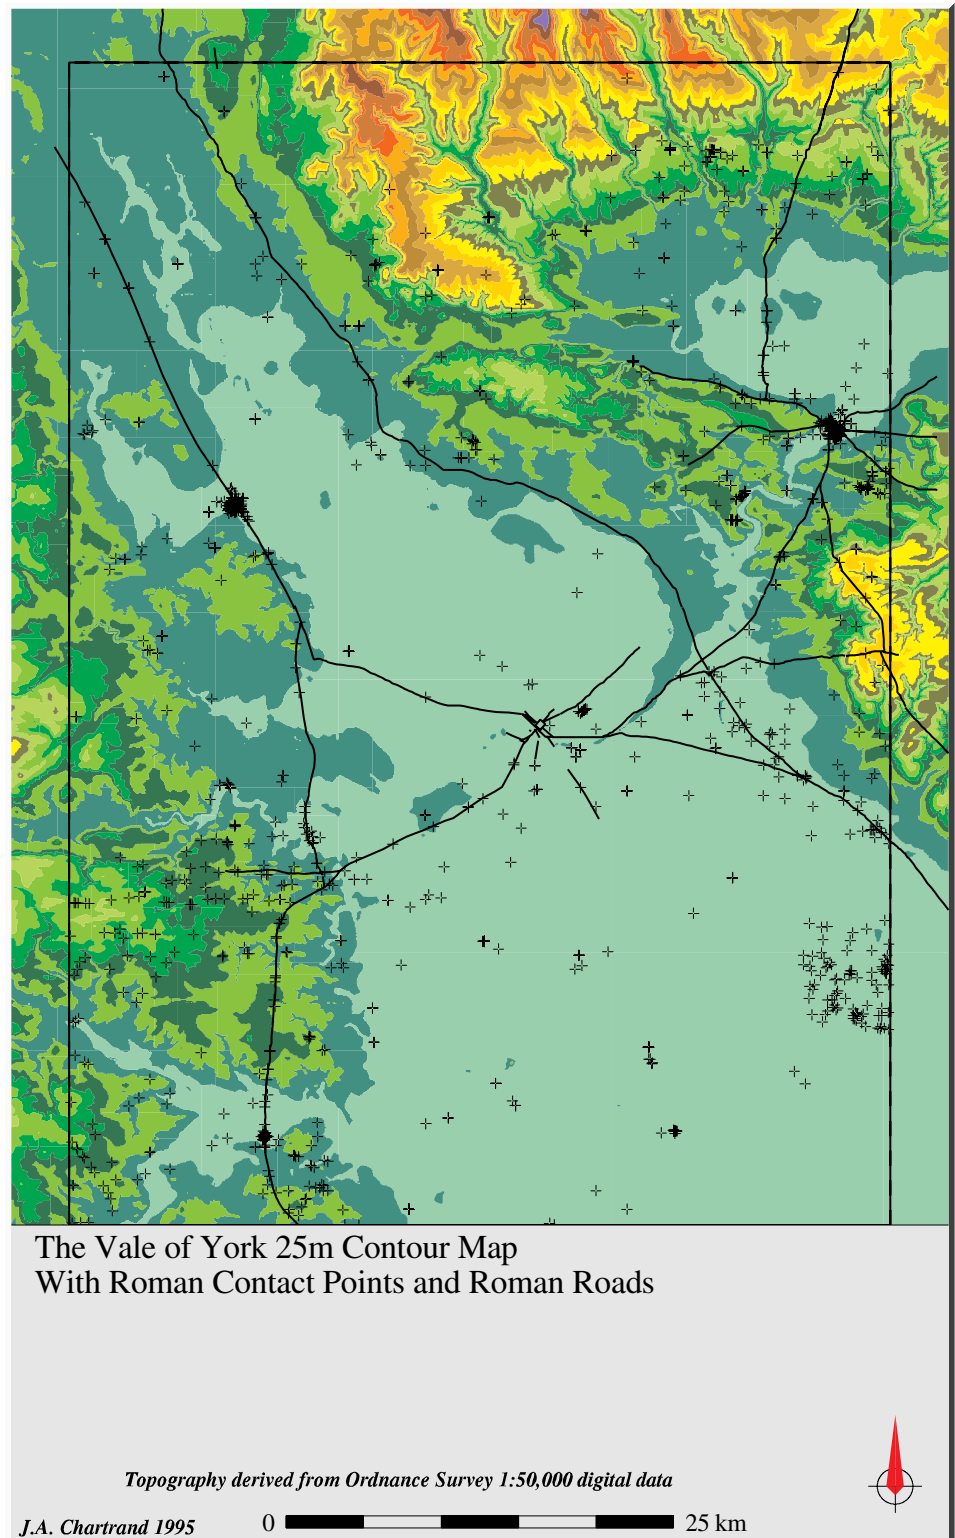 The Vale of York 25m Contour Map
With Roman Contact Points and Roman Roads
Topography derived from Ordnance Survey 1:50,000 digital data
J.A. Chartrand 1995
0 25 km